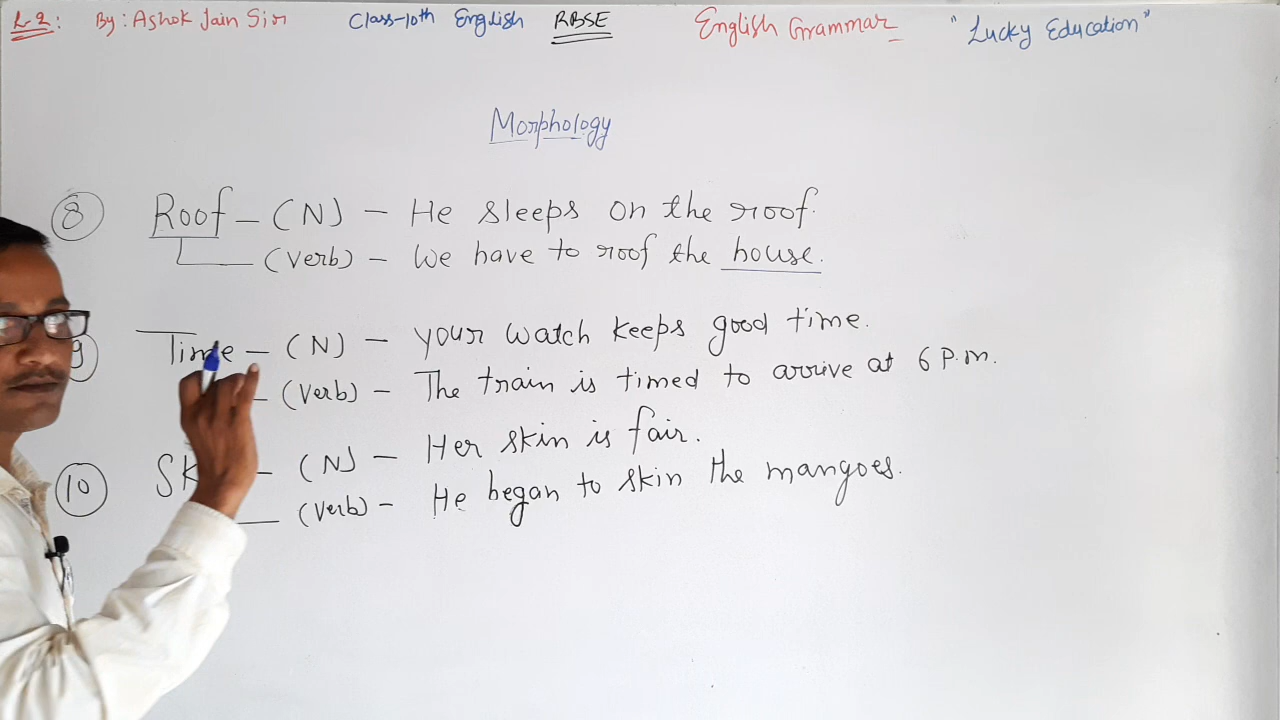 L2: By: Ashok Jain Sir Class-10th English RBSE English Grammar "Lucky Education"
Morphology
8 Roof - (N) - He sleeps on the roof.
(Verb) - We have to roof the house.
9 Time - (N) - your watch keeps good time.
(Verb) - The train is timed to arrive at 6 P.m.
10 - (N) - Her skin is fair.
(Verb) - He began to skin the mangoes.